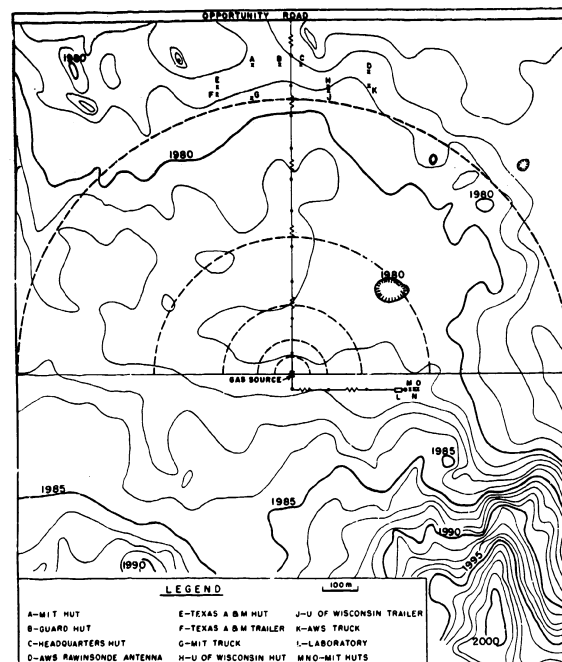 OPPORTUNITY ROAD
1980
A
B
C
D
E
F
G
H
J
K
1980
1980
1980
GAS SOURCE
M O
L N
1985
1985
1985
1990
1990
1995
2000
LEGEND
100m
A-MIT HUT
E-TEXAS A & M HUT
J-U OF WISCONSIN TRAILER
B-GUARD HUT
F-TEXAS A & M TRAILER
K-AWS TRUCK
C-HEADQUARTERS HUT
G-MIT TRUCK
L-LABORATORY
D-AWS RAWINSONDE ANTENNA
H-U OF WISCONSIN HUT
MNO-MIT HUTS